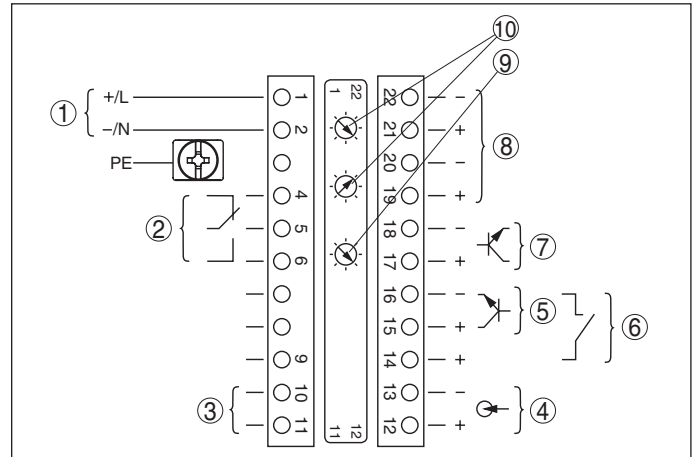 ⑩
⑨
① +/L 1 1 22 22 −
−/N 2 21 + ⑧
PE 20 −
4 19 +
② 5 18 − ⑦
6 17 +
16 − ⑤ ⑥
15 +
9 14 +
③ 10 13 − ④
11 11 12 12 +